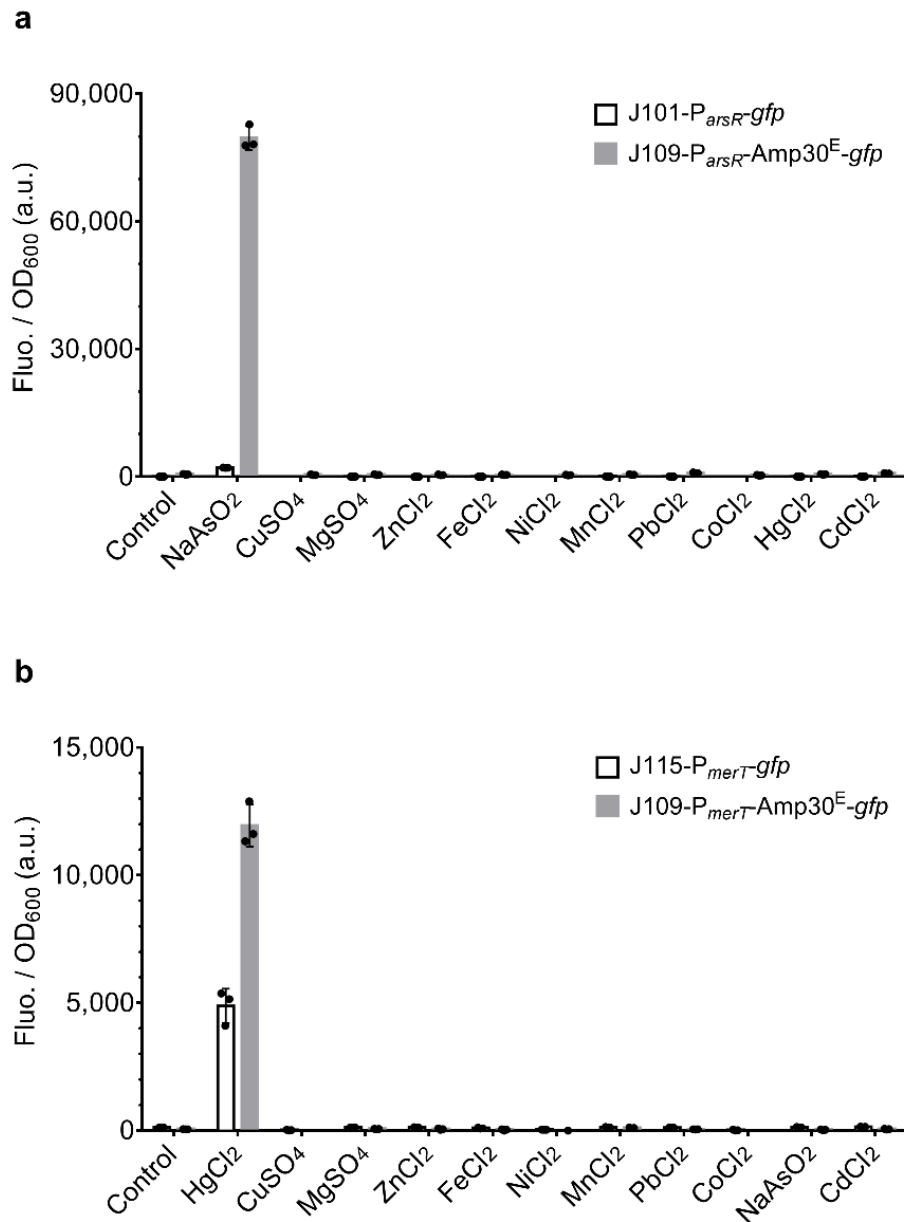 a
Fluo. / OD600 (a.u.)
90,000
60,000
30,000
0
J101-ParsR-gfp
J109-ParsR-Amp30E-gfp
Control
NaAsO2
CuSO4
MgSO4
ZnCl2
FeCl2
NiCl2
MnCl2
PbCl2
CoCl2
HgCl2
CdCl2
b
Fluo. / OD600 (a.u.)
15,000
10,000
5,000
0
J115-PmerT-gfp
J109-PmerT-Amp30E-gfp
Control
HgCl2
CuSO4
MgSO4
ZnCl2
FeCl2
NiCl2
MnCl2
PbCl2
CoCl2
NaAsO2
CdCl2